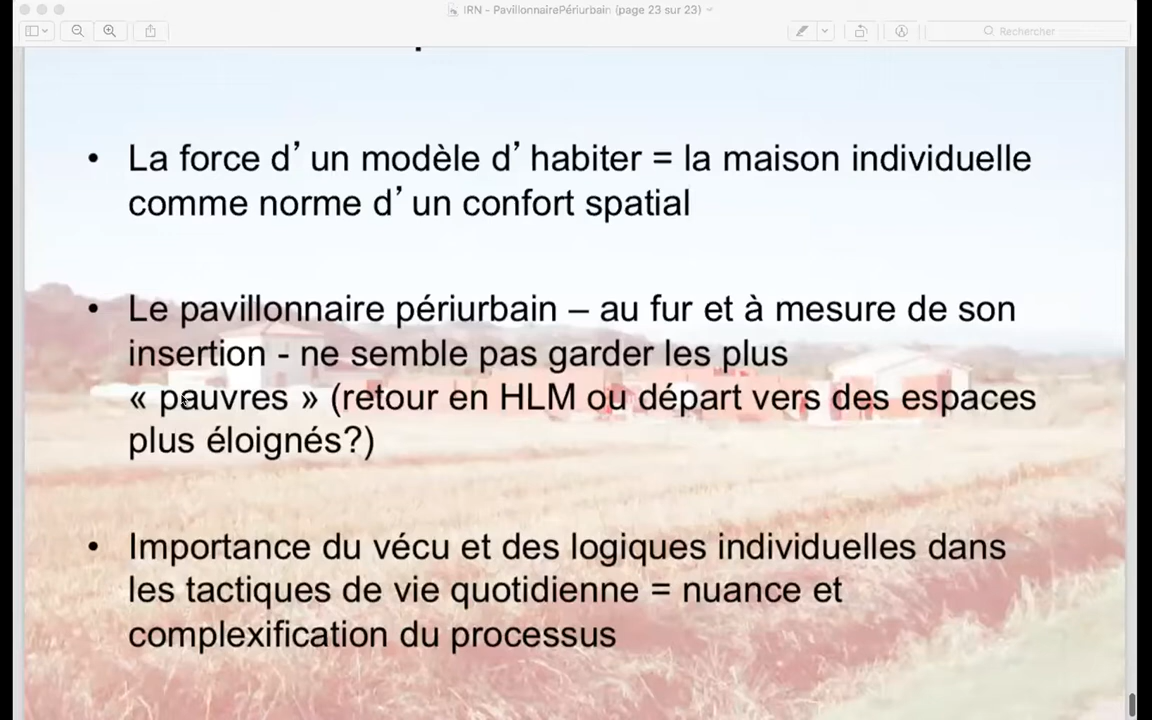 IRN - PavillonnairePériurbain (page 23 sur 23)
Rechercher
• La force d’un modèle d’habiter = la maison individuelle
comme norme d’un confort spatial
• Le pavillonnaire périurbain – au fur et à mesure de son
insertion - ne semble pas garder les plus
« pauvres » (retour en HLM ou départ vers des espaces
plus éloignés?)
• Importance du vécu et des logiques individuelles dans
les tactiques de vie quotidienne = nuance et
complexification du processus